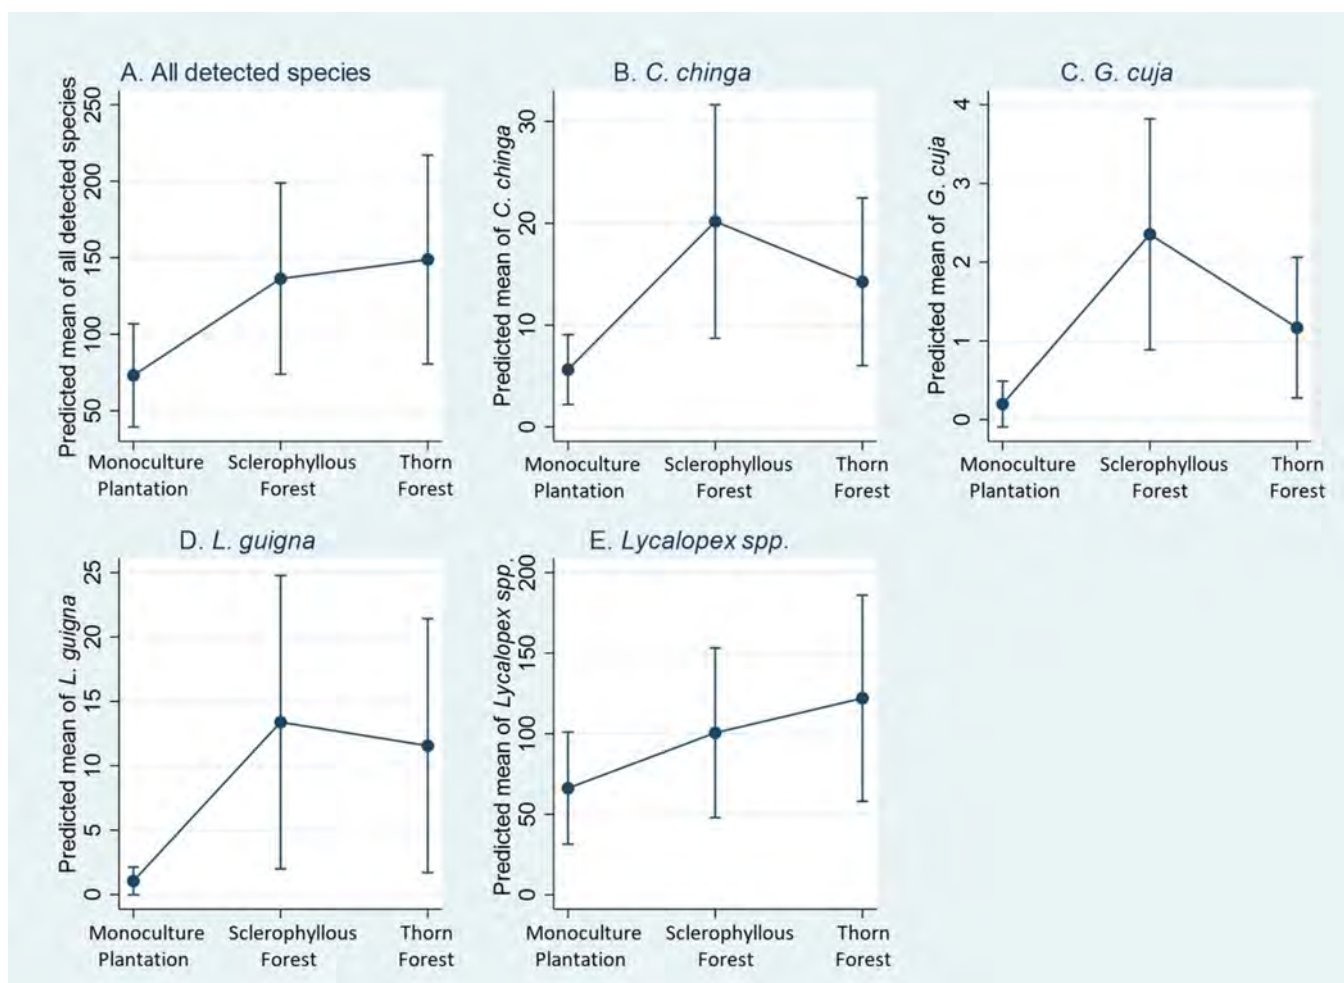 A. All detected species
Predicted mean of all detected species
250
200
150
100
50
Monoculture Plantation
Sclerophyllous Forest
Thorn Forest
B. C. chinga
Predicted mean of C. chinga
30
20
10
0
Monoculture Plantation
Sclerophyllous Forest
Thorn Forest
C. G. cuja
Predicted mean of G. cuja
4
3
2
1
0
Monoculture Plantation
Sclerophyllous Forest
Thorn Forest
D. L. guigna
Predicted mean of L. guigna
25
20
15
10
5
0
Monoculture Plantation
Sclerophyllous Forest
Thorn Forest
E. Lycalopex spp.
Predicted mean of Lycalopex spp.
200
150
100
50
0
Monoculture Plantation
Sclerophyllous Forest
Thorn Forest